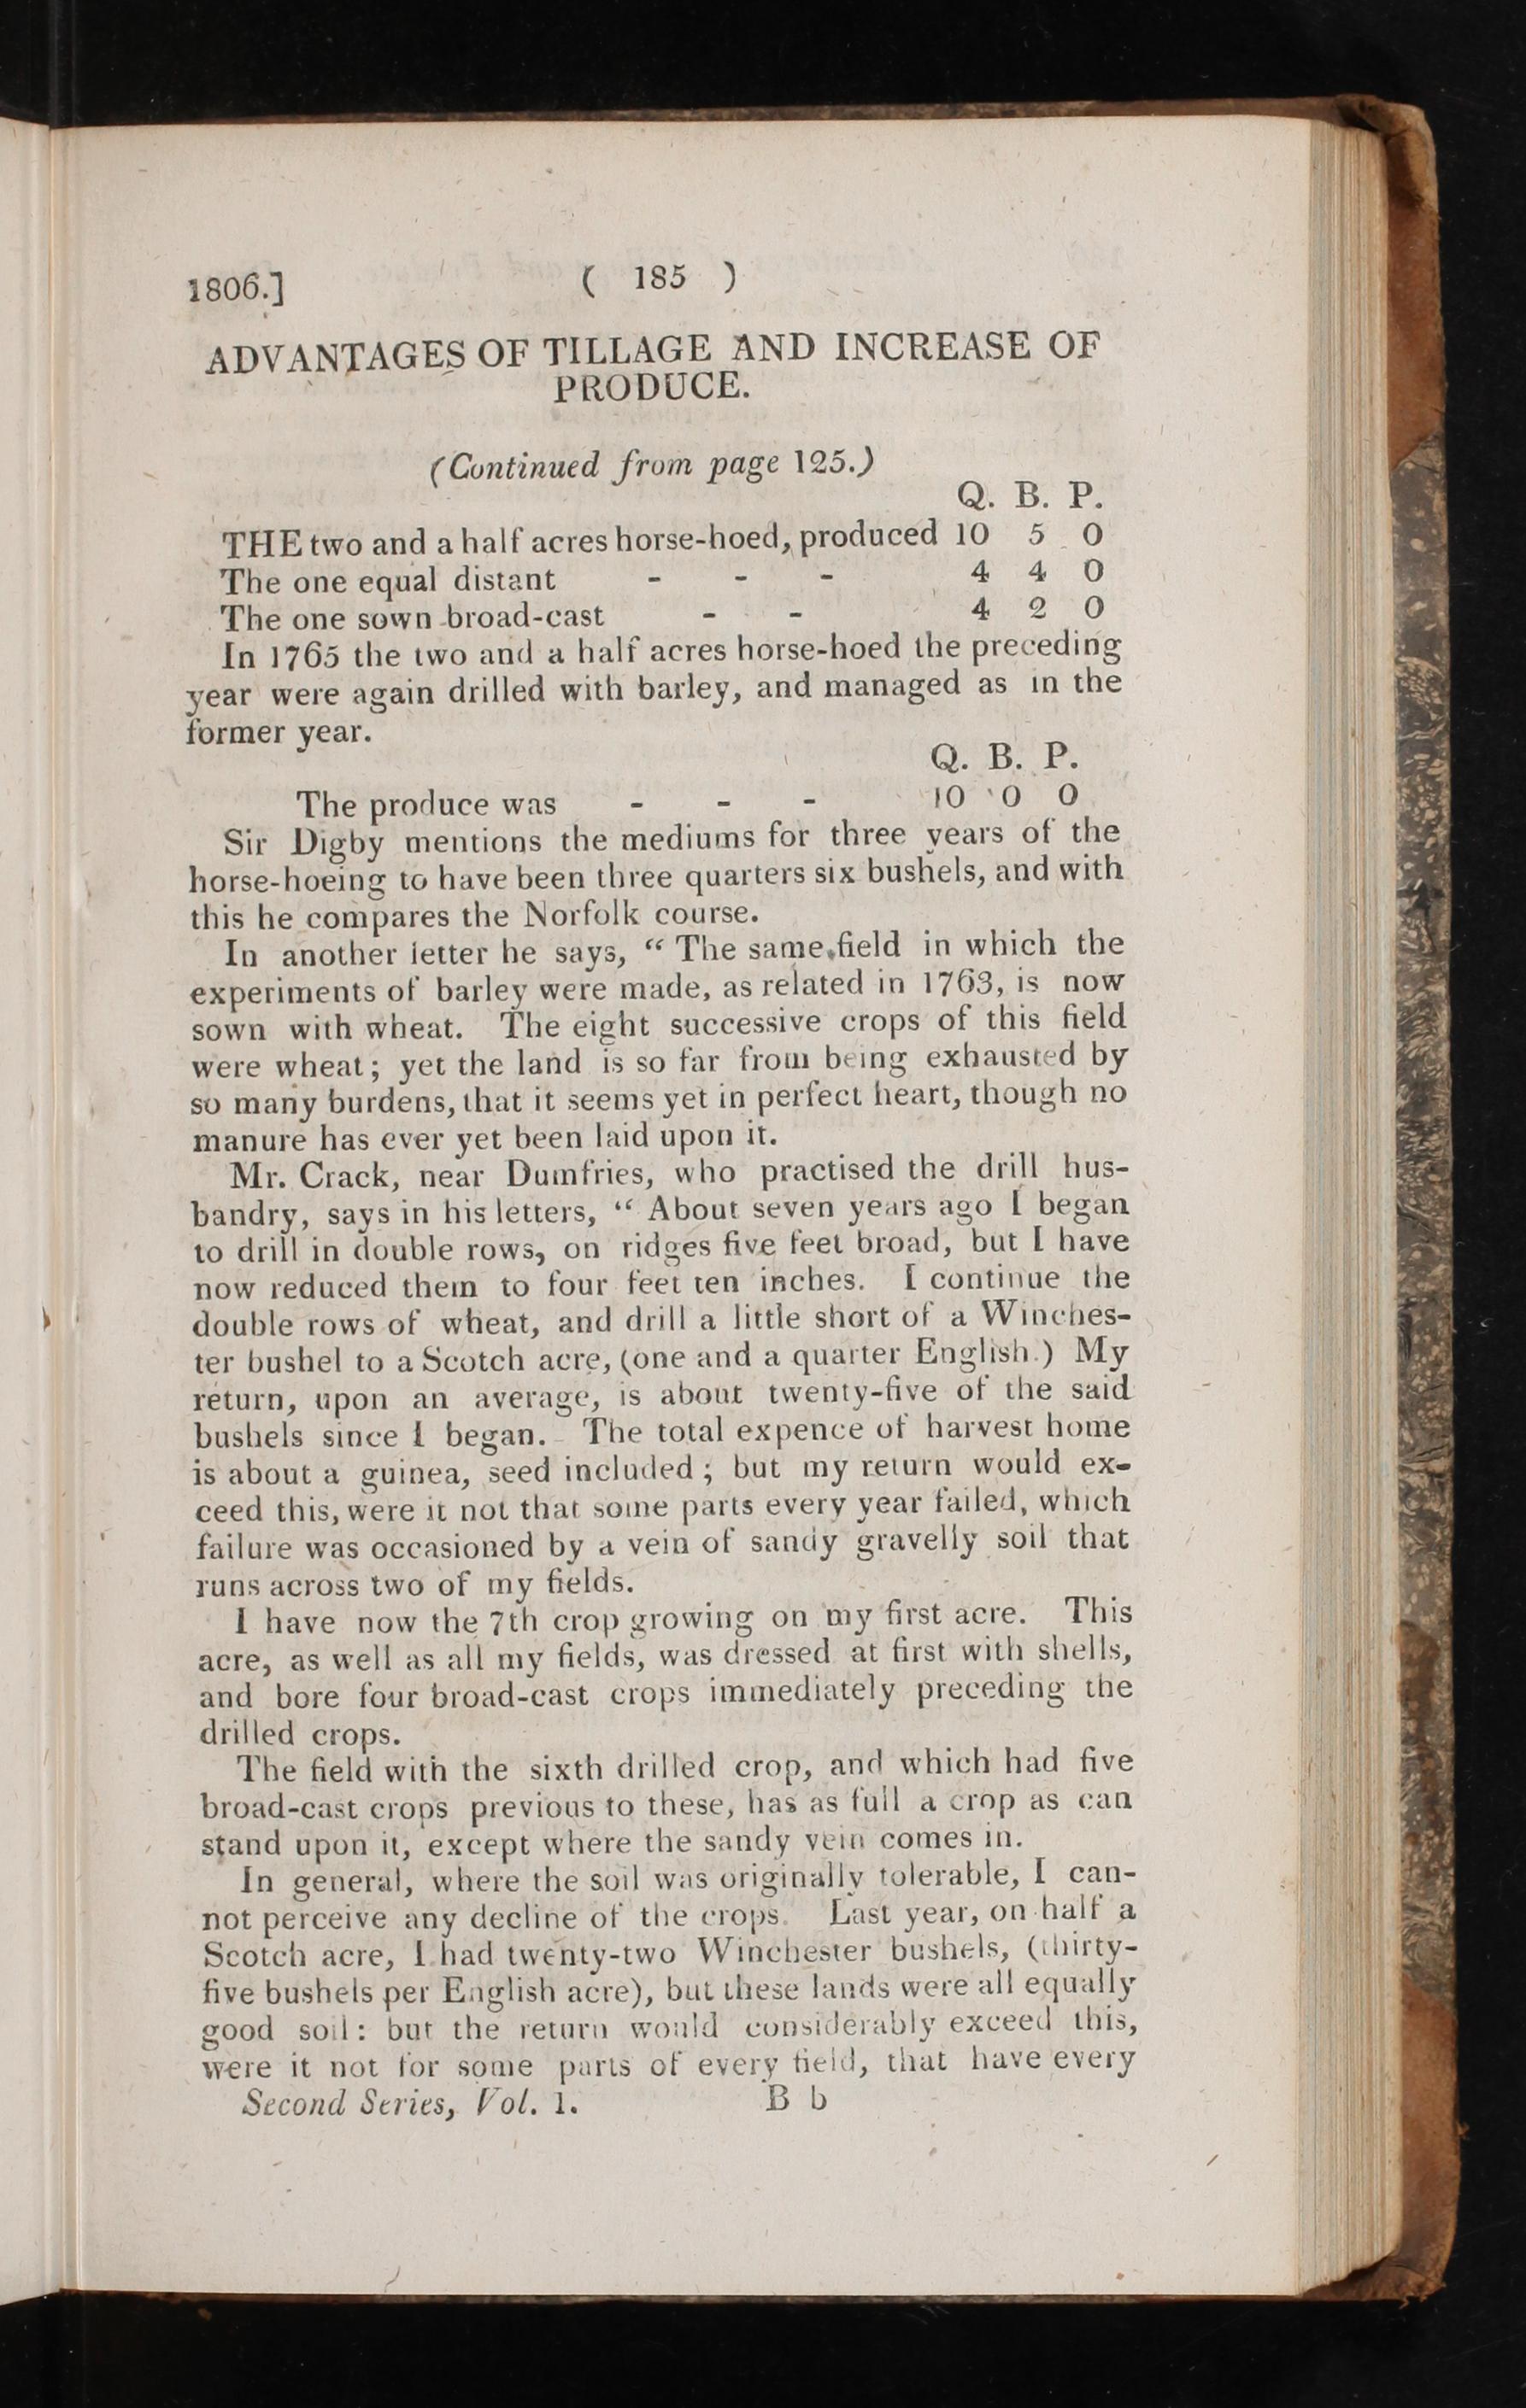 1806.] ( 185 )
ADVANTAGES OF TILLAGE AND INCREASE OF
PRODUCE.
(Continued from page 125.)
Q. B. P.
THE two and a half acres horse-hoed, produced 10 5 0
The one equal distant - - - 4 4 0
The one sown broad-cast - - 4 2 0
In 1765 the two and a half acres horse-hoed the preceding
year were again drilled with barley, and managed as in the
former year.
Q. B. P.
The produce was - - - 10 0 0
Sir Digby mentions the mediums for three years of the
horse-hoeing to have been three quarters six bushels, and with
this he compares the Norfolk course.
In another letter he says, “ The same field in which the
experiments of barley were made, as related in 1763, is now
sown with wheat. The eight successive crops of this field
were wheat; yet the land is so far from being exhausted by
so many burdens, that it seems yet in perfect heart, though no
manure has ever yet been laid upon it.
Mr. Crack, near Dumfries, who practised the drill hus-
bandry, says in his letters, “ About seven years ago I began
to drill in double rows, on ridges five feet broad, but I have
now reduced them to four feet ten inches. I continue the
double rows of wheat, and drill a little short of a Winches-
ter bushel to a Scotch acre, (one and a quarter English.) My
return, upon an average, is about twenty-five of the said
bushels since I began. The total expence of harvest home
is about a guinea, seed included; but my return would ex-
ceed this, were it not that some parts every year failed, which
failure was occasioned by a vein of sandy gravelly soil that
runs across two of my fields.
I have now the 7th crop growing on my first acre. This
acre, as well as all my fields, was dressed at first with shells,
and bore four broad-cast crops immediately preceding the
drilled crops.
The field with the sixth drilled crop, and which had five
broad-cast crops previous to these, has as full a crop as can
stand upon it, except where the sandy vein comes in.
In general, where the soil was originally tolerable, I can-
not perceive any decline of the crops. Last year, on half a
Scotch acre, I had twenty-two Winchester bushels, (thirty-
five bushels per English acre), but these lands were all equally
good soil: but the return would considerably exceed this,
were it not for some parts of every field, that have every
Second Series, Vol. 1. B b